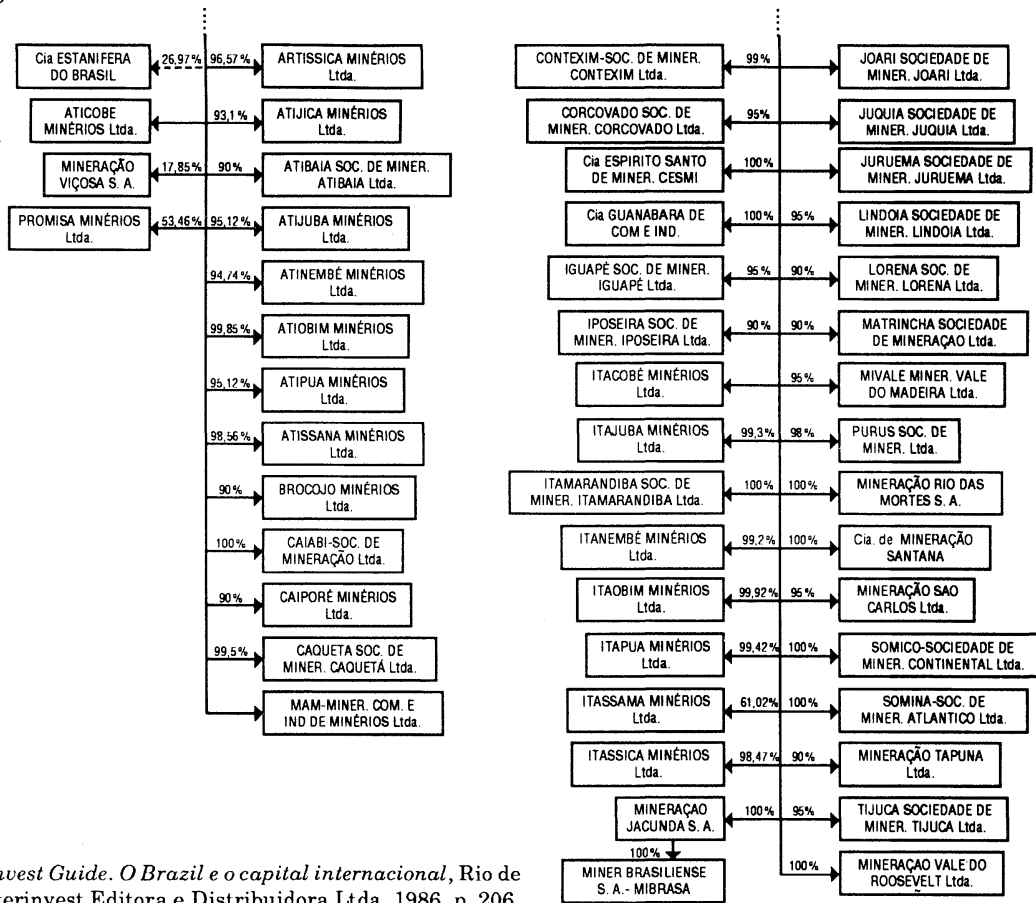 Cia ESTANIFERA
DO BRASIL
26,97%
96,57%
ARTISSICA MINÉRIOS
Ltda.
ATICOBE
MINÉRIOS Ltda.
93,1%
ATIJICA MINÉRIOS
Ltda.
MINERAÇÃO
VIÇOSA S. A.
17,85%
90%
ATIBAIA SOC. DE MINER.
ATIBAIA Ltda.
PROMISA MINÉRIOS
Ltda.
53,46%
95,12%
ATIJUBA MINÉRIOS
Ltda.
94,74%
ATINEMBÉ MINÉRIOS
Ltda.
99,85%
ATIOBIM MINÉRIOS
Ltda.
95,12%
ATIPUA MINÉRIOS
Ltda.
98,56%
ATISSANA MINÉRIOS
Ltda.
90%
BROCOJO MINÉRIOS
Ltda.
100%
CAIABI-SOC. DE
MINERAÇÃO Ltda.
90%
CAIPORÉ MINÉRIOS
Ltda.
99,5%
CAQUETA SOC. DE
MINER. CAQUETÁ Ltda.
MAM-MINER. COM. E
IND DE MINÉRIOS Ltda.
CONTEXIM-SOC. DE MINER.
CONTEXIM Ltda.
99%
JOARI SOCIEDADE DE
MINER. JOARI Ltda.
CORCOVADO SOC. DE
MINER. CORCOVADO Ltda.
95%
JUQUIA SOCIEDADE DE
MINER. JUQUIA Ltda.
Cia ESPIRITO SANTO
DE MINER. CESMI
100%
JURUEMA SOCIEDADE DE
MINER. JURUEMA Ltda.
Cia GUANABARA DE
COM E IND.
100%
95%
LINDOIA SOCIEDADE DE
MINER. LINDOIA Ltda.
IGUAPÉ SOC. DE MINER.
IGUAPÉ Ltda.
95%
90%
LORENA SOC. DE
MINER. LORENA Ltda.
IPOSEIRA SOC. DE
MINER. IPOSEIRA Ltda.
90%
90%
MATRINCHA SOCIEDADE
DE MINERAÇAO Ltda.
ITACOBÉ MINÉRIOS
Ltda.
95%
MIVALE MINER. VALE
DO MADEIRA Ltda.
ITAJUBA MINÉRIOS
Ltda.
99,3%
98%
PURUS SOC. DE
MINER. Ltda.
ITAMARANDIBA SOC. DE
MINER. ITAMARANDIBA Ltda.
100%
100%
MINERAÇÃO RIO DAS
MORTES S. A.
ITANEMBÉ MINÉRIOS
Ltda.
99,2%
100%
Cia. de MINERAÇÃO
SANTANA
ITAOBIM MINÉRIOS
Ltda.
99,92%
95%
MINERAÇÃO SAO
CARLOS Ltda.
ITAPUA MINÉRIOS
Ltda.
99,42%
100%
SOMICO-SOCIEDADE DE
MINER. CONTINENTAL Ltda.
ITASSAMA MINÉRIOS
Ltda.
61,02%
100%
SOMINA-SOC. DE
MINER. ATLANTICO Ltda.
ITASSICA MINÉRIOS
Ltda.
98,47%
90%
MINERAÇÃO TAPUNA
Ltda.
MINERAÇAO
JACUNDA S. A.
100%
95%
TIJUCA SOCIEDADE DE
MINER. TIJUCA Ltda.
100%
MINER BRASILIENSE
S. A.- MIBRASA
100%
MINERAÇAO VALE DO
ROOSEVELT Ltda.
nvest Guide. O Brazil e o capital internacional, Rio de
terinvest Editora e Distribuidora Ltda, 1986, p. 206.